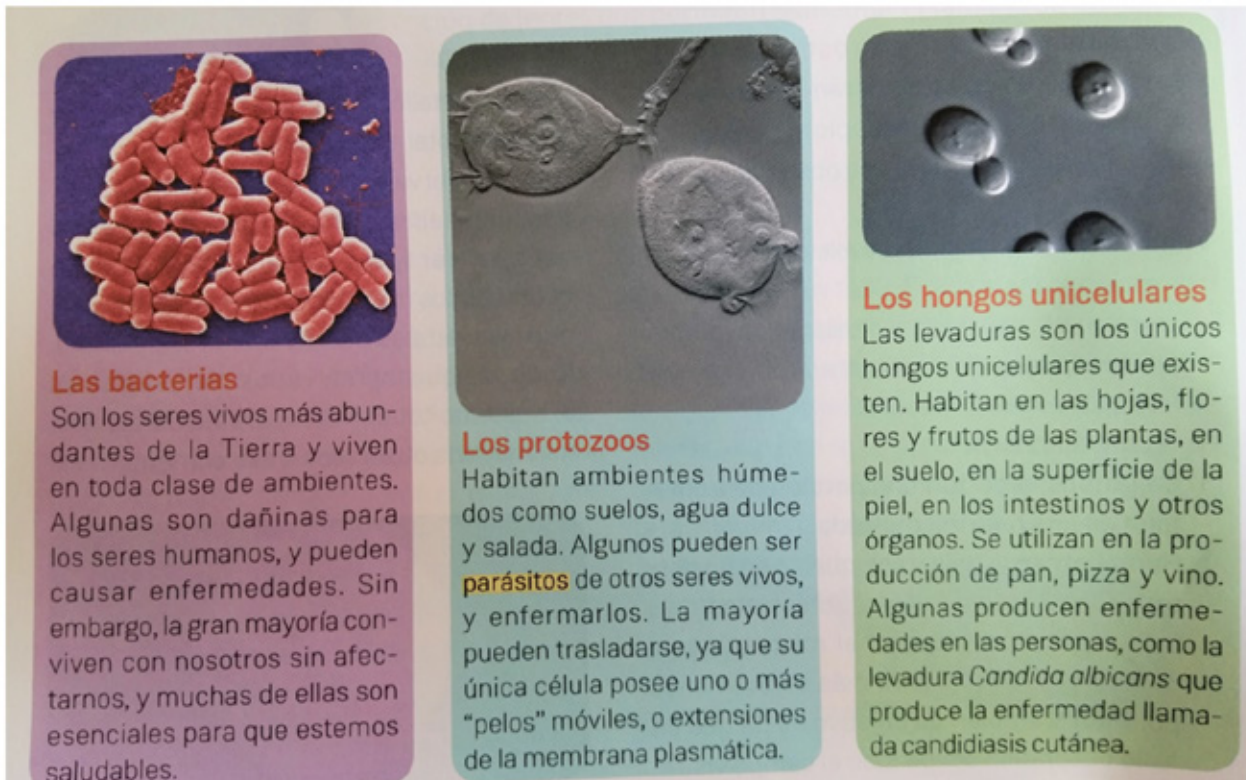 Las bacterias
Son los seres vivos más abun-
dantes de la Tierra y viven
en toda clase de ambientes.
Algunas son dañinas para
los seres humanos, y pueden
causar enfermedades. Sin
embargo, la gran mayoría con-
viven con nosotros sin afec-
tarnos, y muchas de ellas son
esenciales para que estemos
saludables.
Los protozoos
Habitan ambientes húme-
dos como suelos, agua dulce
y salada. Algunos pueden ser
parásitos de otros seres vivos,
y enfermarlos. La mayoría
pueden trasladarse, ya que su
única célula posee uno o más
“pelos” móviles, o extensiones
de la membrana plasmática.
Los hongos unicelulares
Las levaduras son los únicos
hongos unicelulares que exis-
ten. Habitan en las hojas, flo-
res y frutos de las plantas, en
el suelo, en la superficie de la
piel, en los intestinos y otros
órganos. Se utilizan en la pro-
ducción de pan, pizza y vino.
Algunas producen enferme-
dades en las personas, como la
levadura Candida albicans que
produce la enfermedad llama-
da candidiasis cutánea.